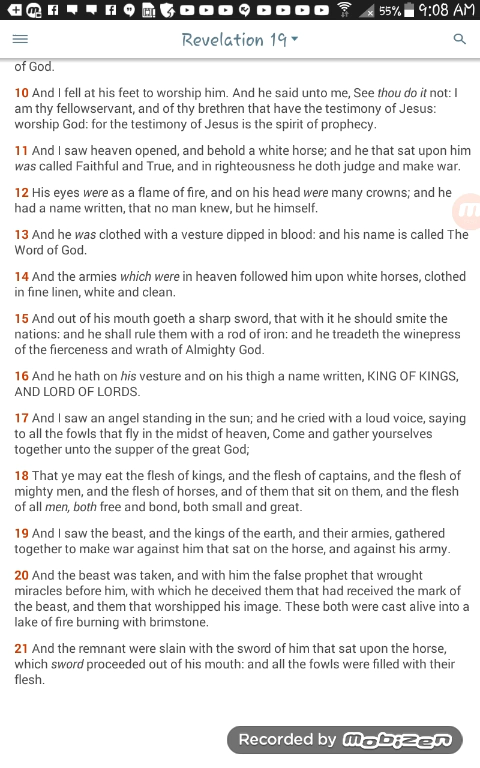 55% 9:08 AM
Revelation 19
of God.
10 And I fell at his feet to worship him. And he said unto me, See thou do it not: I
am thy fellowservant, and of thy brethren that have the testimony of Jesus:
worship God: for the testimony of Jesus is the spirit of prophecy.
11 And I saw heaven opened, and behold a white horse; and he that sat upon him
was called Faithful and True, and in righteousness he doth judge and make war.
12 His eyes were as a flame of fire, and on his head were many crowns; and he
had a name written, that no man knew, but he himself.
13 And he was clothed with a vesture dipped in blood: and his name is called The
Word of God.
14 And the armies which were in heaven followed him upon white horses, clothed
in fine linen, white and clean.
15 And out of his mouth goeth a sharp sword, that with it he should smite the
nations: and he shall rule them with a rod of iron: and he treadeth the winepress
of the fierceness and wrath of Almighty God.
16 And he hath on his vesture and on his thigh a name written, KING OF KINGS,
AND LORD OF LORDS.
17 And I saw an angel standing in the sun; and he cried with a loud voice, saying
to all the fowls that fly in the midst of heaven, Come and gather yourselves
together unto the supper of the great God;
18 That ye may eat the flesh of kings, and the flesh of captains, and the flesh of
mighty men, and the flesh of horses, and of them that sit on them, and the flesh
of all men, both free and bond, both small and great.
19 And I saw the beast, and the kings of the earth, and their armies, gathered
together to make war against him that sat on the horse, and against his army.
20 And the beast was taken, and with him the false prophet that wrought
miracles before him, with which he deceived them that had received the mark of
the beast, and them that worshipped his image. These both were cast alive into a
lake of fire burning with brimstone.
21 And the remnant were slain with the sword of him that sat upon the horse,
which sword proceeded out of his mouth: and all the fowls were filled with their
flesh.
Recorded by mobizen